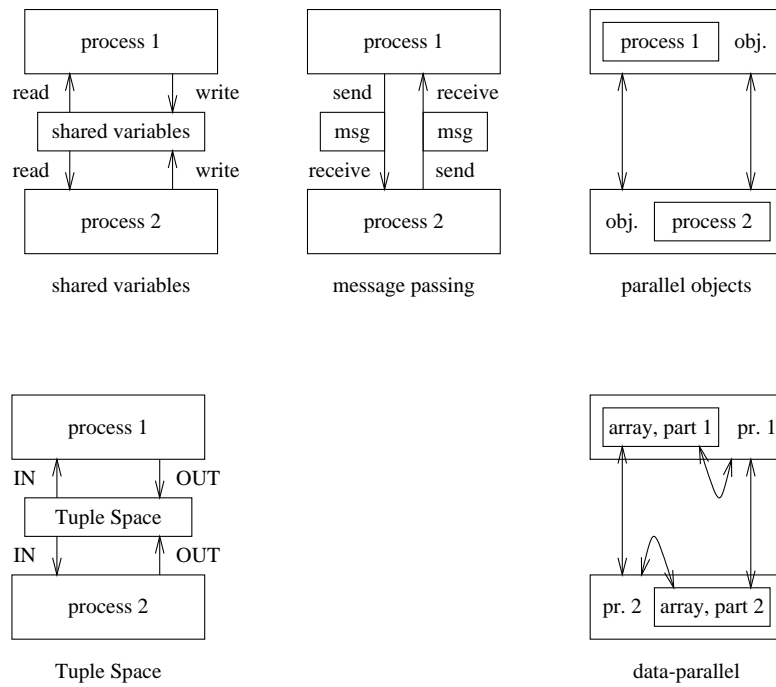 process 1
read
write
shared variables
read
write
process 2
shared variables
process 1
send
receive
msg
msg
receive
send
process 2
message passing
process 1
obj.
obj.
process 2
parallel objects
process 1
IN
OUT
Tuple Space
IN
OUT
process 2
Tuple Space
array, part 1
pr. 1
pr. 2
array, part 2
data-parallel